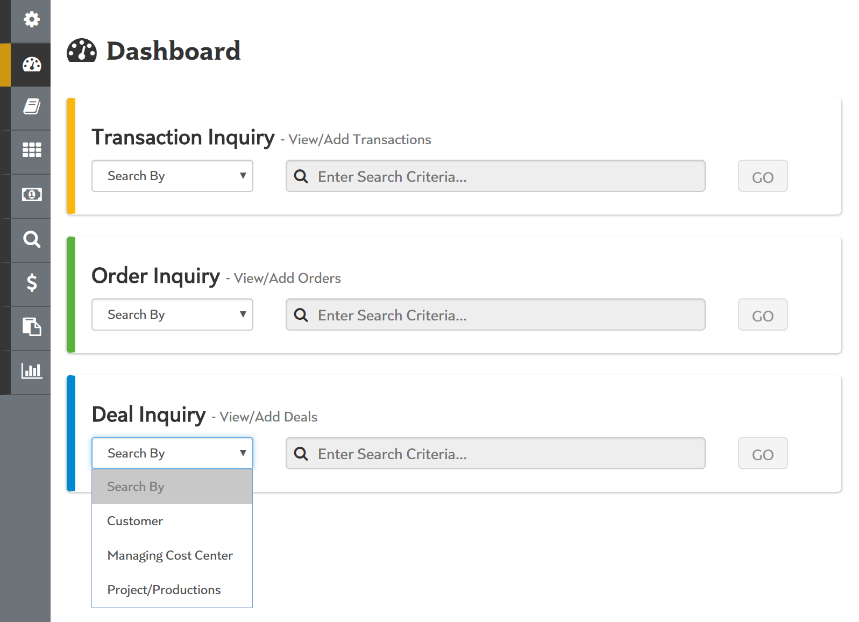 Dashboard
Transaction Inquiry - View/Add Transactions
Search By Enter Search Criteria... GO
Order Inquiry - View/Add Orders
Search By Enter Search Criteria... GO
Deal Inquiry - View/Add Deals
Search By Enter Search Criteria... GO
Search By
Customer
Managing Cost Center
Project/Productions